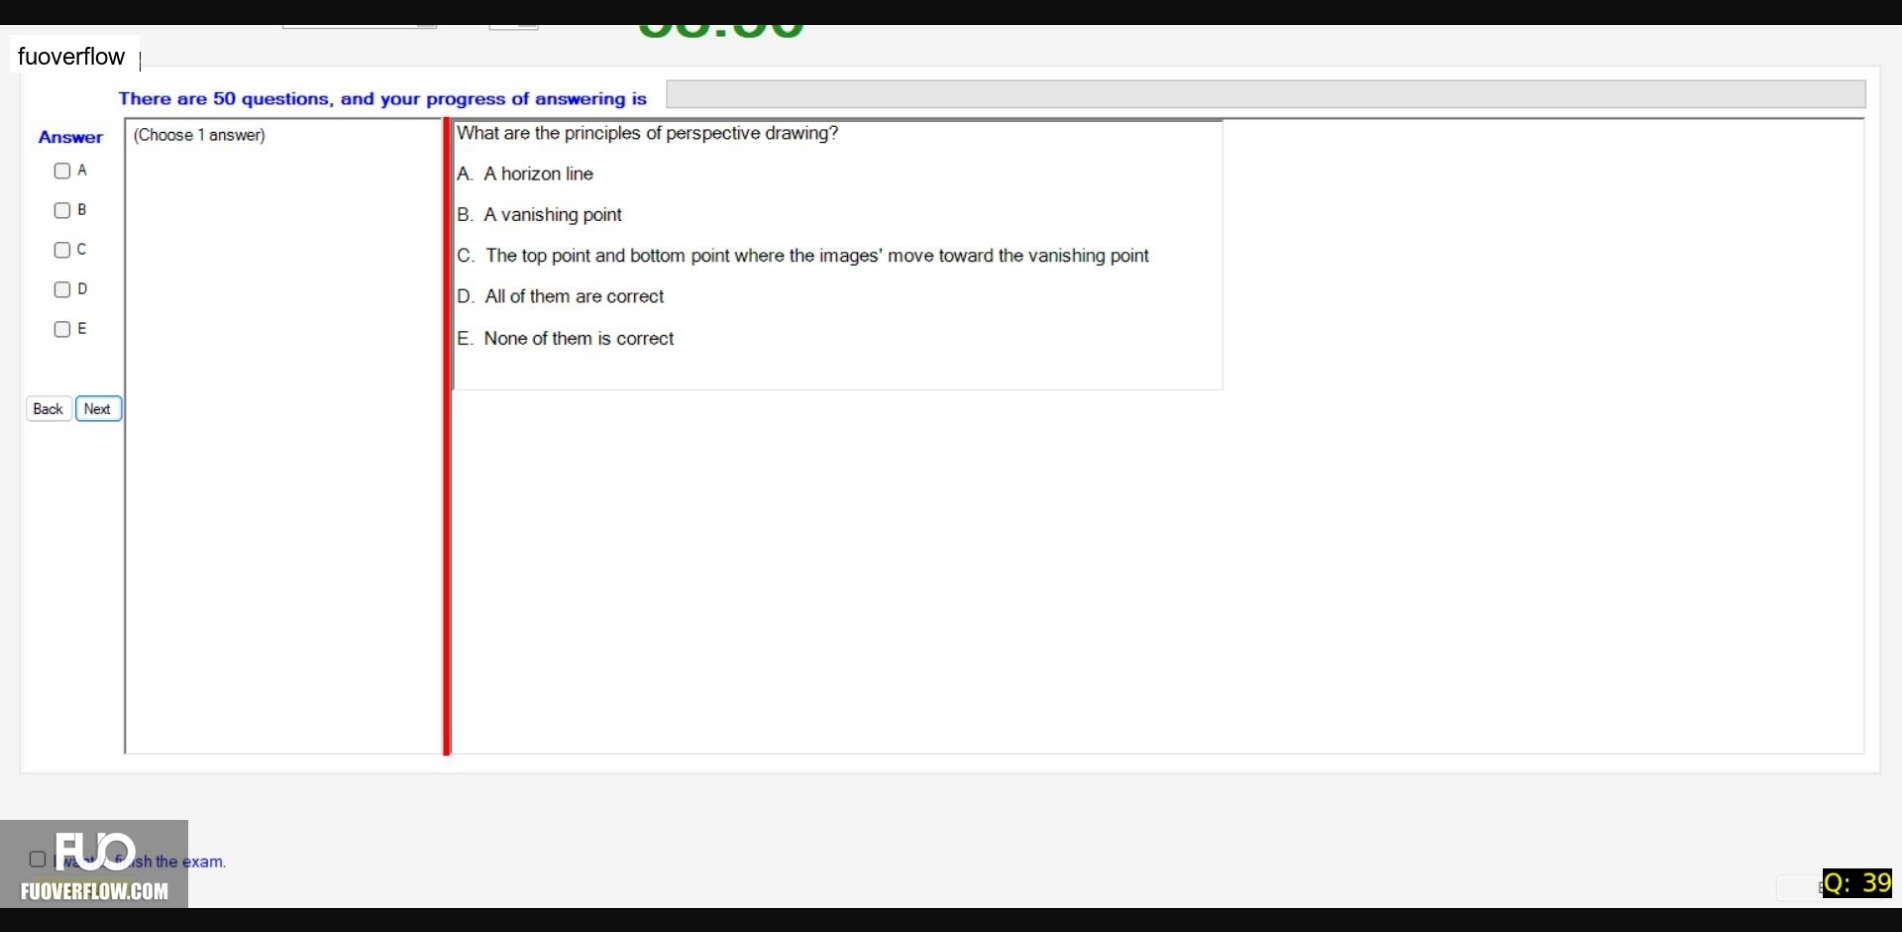 fuoverflow
There are 50 questions, and your progress of answering is
Answer
(Choose 1 answer)
What are the principles of perspective drawing?
A
A. A horizon line
B
B. A vanishing point
C
C. The top point and bottom point where the images' move toward the vanishing point
D
D. All of them are correct
E
E. None of them is correct
Back Next
FUO
sh the exam.
FUOVERFLOW.COM
Q: 39